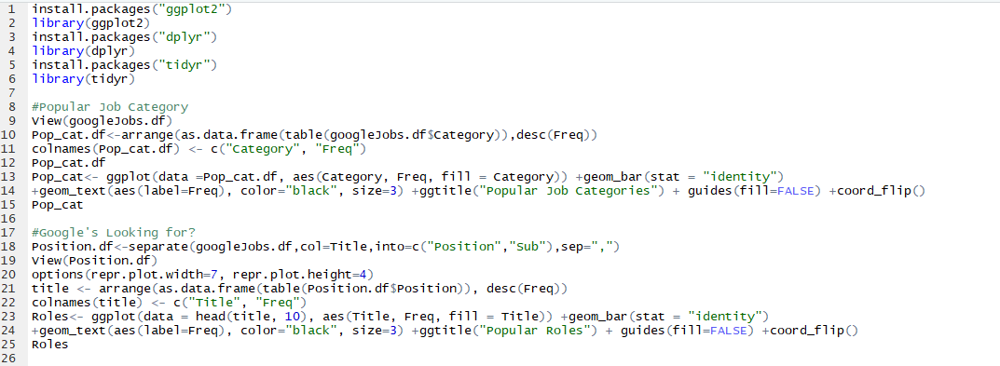 1 install.packages("ggplot2")
2 library(ggplot2)
3 install.packages("dplyr")
4 library(dplyr)
5 install.packages("tidyr")
6 library(tidyr)
7
8 #Popular Job Category
9 View(googleJobs.df)
10 Pop_cat.df<-arrange(as.data.frame(table(googleJobs.df$Category)),desc(Freq))
11 colnames(Pop_cat.df) <- c("Category", "Freq")
12 Pop_cat.df
13 Pop_cat<- ggplot(data =Pop_cat.df, aes(Category, Freq, fill = Category)) +geom_bar(stat = "identity")
14 +geom_text(aes(label=Freq), color="black", size=3) +ggtitle("Popular Job Categories") + guides(fill=FALSE) +coord_flip()
15 Pop_cat
16
17 #Google's Looking for?
18 Position.df<-separate(googleJobs.df,col=Title,into=c("Position","Sub"),sep=",")
19 View(Position.df)
20 options(repr.plot.width=7, repr.plot.height=4)
21 title <- arrange(as.data.frame(table(Position.df$Position)), desc(Freq))
22 colnames(title) <- c("Title", "Freq")
23 Roles<- ggplot(data = head(title, 10), aes(Title, Freq, fill = Title)) +geom_bar(stat = "identity")
24 +geom_text(aes(label=Freq), color="black", size=3) +ggtitle("Popular Roles") + guides(fill=FALSE) +coord_flip()
25 Roles
26